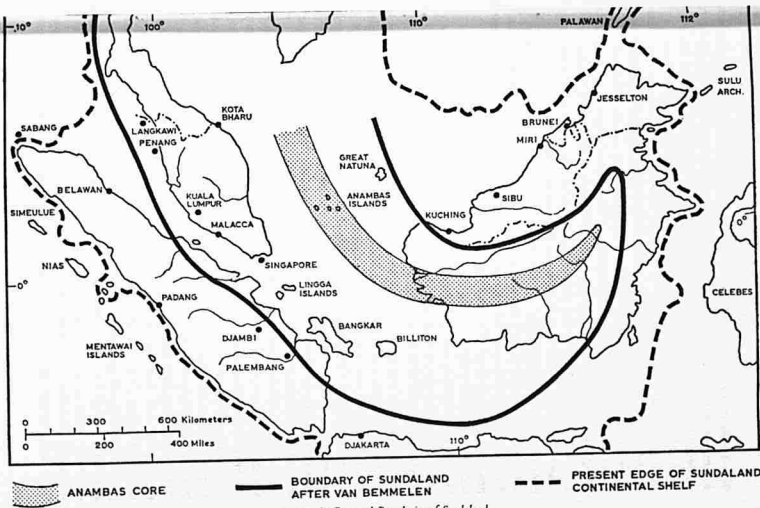 10°
100°
110°
PALAWAN
112°
SULU
ARCH.
JESSELTON
BRUNEI
MIRI
KOTA
BHARU
LANGKAWI
PENANG
SABANG
GREAT
NATUNA
ANAMBAS
ISLANDS
SIBU
BELAWAN
KUALA
LUMPUR
MALACCA
KUCHING
SIMEULUE
SINGAPORE
NIAS
0°
LINGGA
ISLANDS
CELEBES
PADANG
BANGKAR
BILLITON
DJAMBI
MENTAWAI
ISLANDS
PALEMBANG
0 300 600 Kilometers
0 200 400 Miles
DJAKARTA
110°
ANAMBAS CORE
BOUNDARY OF SUNDALAND
AFTER VAN BEMMELEN
PRESENT EDGE OF SUNDALAND
CONTINENTAL SHELF